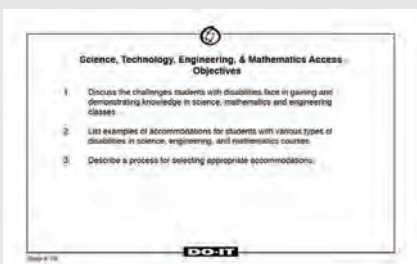 Science, Technology, Engineering, & Mathematics Access
Objectives
1. Discuss the challenges students with disabilities face in gaining and
demonstrating knowledge in science, mathematics and engineering
classes.
2. List examples of accommodations for students with various types of
disabilities in science, engineering, and mathematics courses.
3. Describe a process for selecting appropriate accommodations.
DO-IT